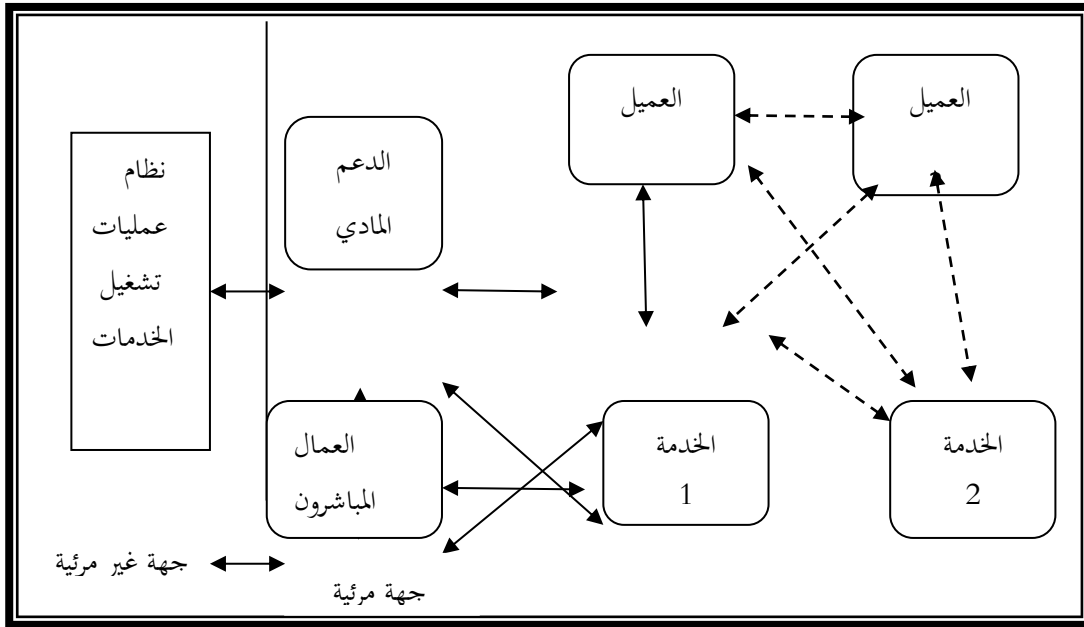 العميل
العميل
الدعم
المادي
نظام
عمليات
تشغيل
الخدمات
العمال
المباشرون
الخدمة
1
الخدمة
2
جهة غير مرئية
جهة مرئية